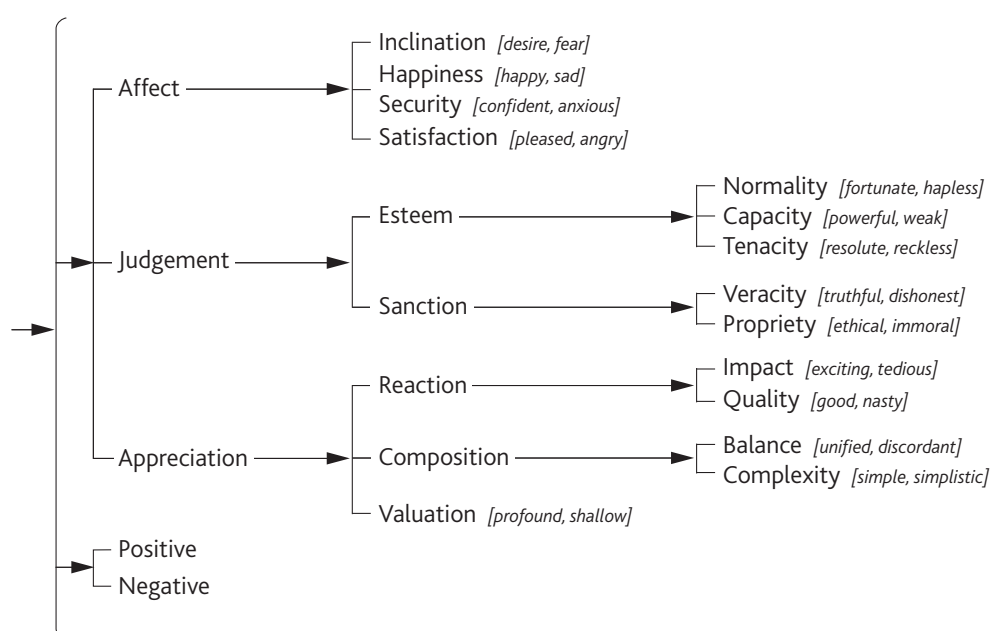 Inclination [desire, fear]
Happiness [happy, sad]
Affect
Security [confident, anxious]
Satisfaction [pleased, angry]
Normality [fortunate, hapless]
Esteem
Capacity [powerful, weak]
Tenacity [resolute, reckless]
Judgement
Veracity [truthful, dishonest]
Sanction
Propriety [ethical, immoral]
Impact [exciting, tedious]
Reaction
Quality [good, nasty]
Balance [unified, discordant]
Appreciation
Composition
Complexity [simple, simplistic]
Valuation [profound, shallow]
Positive
Negative